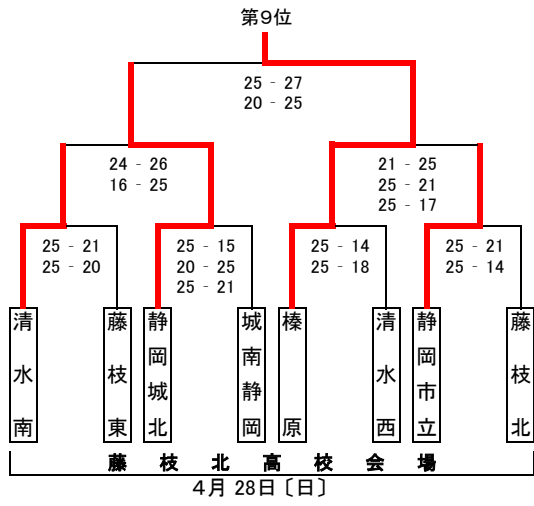 第9位
25 - 27
20 - 25
24 - 26
16 - 25
21 - 25
25 - 21
25 - 17
25 - 21
25 - 20
25 - 15
20 - 25
25 - 21
25 - 14
25 - 18
25 - 21
25 - 14
清水南
藤枝東
静岡城北
城南静岡
榛原
清水西
静岡市立
藤枝北
藤枝北高校会場
4月 28日〔日〕